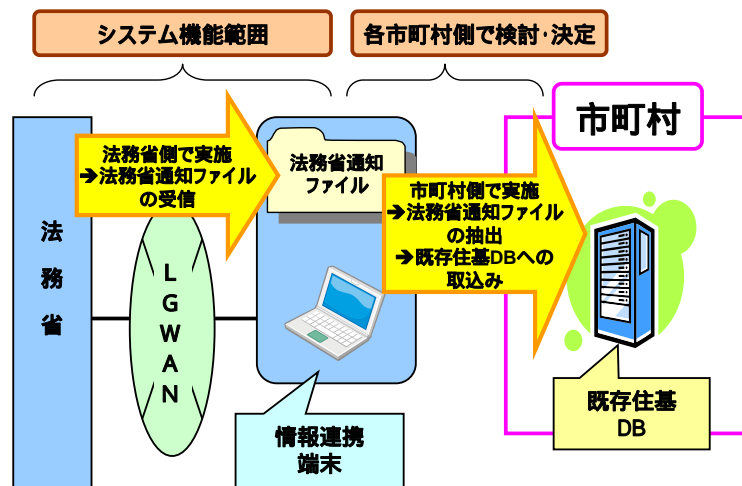 システム機能範囲
各市町村側で検討･決定
市町村
法務省側で実施
➔法務省通知ファイル
の受信
法務省通知
ファイル
市町村側で実施
➔法務省通知ファイル
の抽出
➔既存住基DBへの
取込み
法務省
LGWAN
既存住基
DB
情報連携
端末